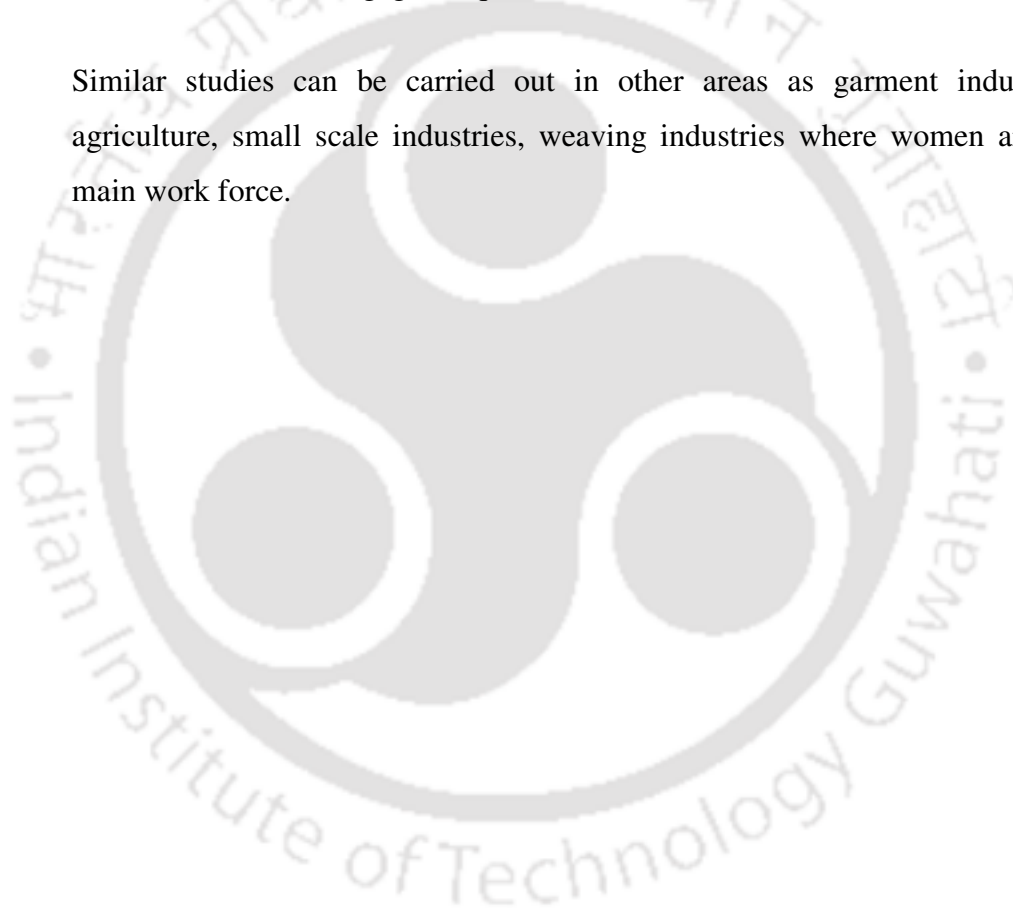 Similar studies can be carried out in other areas as garment
agriculture, small scale industries, weaving industries where women
main work force.
भारतीय
Indian Institute of Technology Guwahati